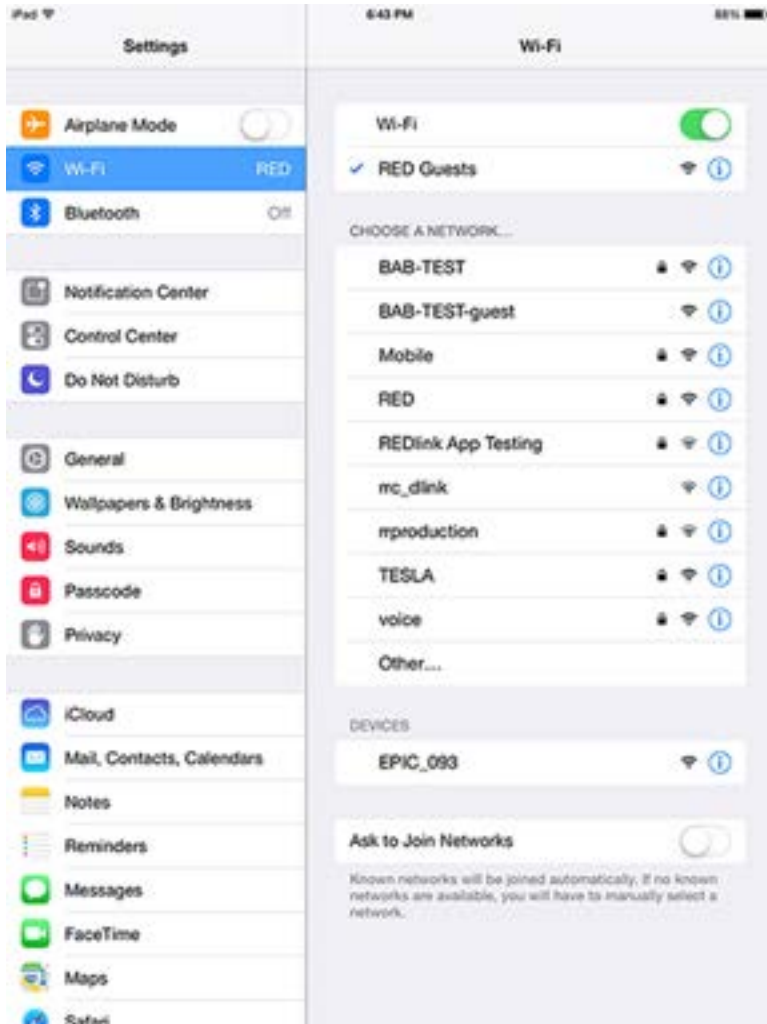 iPad
6:43 PM
88%
Settings
Airplane Mode
Wi-Fi RED
Bluetooth Off
Notification Center
Control Center
Do Not Disturb
General
Wallpapers & Brightness
Sounds
Passcode
Privacy
iCloud
Mail, Contacts, Calendars
Notes
Reminders
Messages
FaceTime
Maps
Safari
Wi-Fi
Wi-Fi
RED Guests
CHOOSE A NETWORK...
BAB-TEST
BAB-TEST-guest
Mobile
RED
REDlink App Testing
mc_dlink
mproduction
TESLA
voice
Other...
DEVICES
EPIC_093
Ask to Join Networks
Known networks will be joined automatically. If no known
networks are available, you will have to manually select a
network.